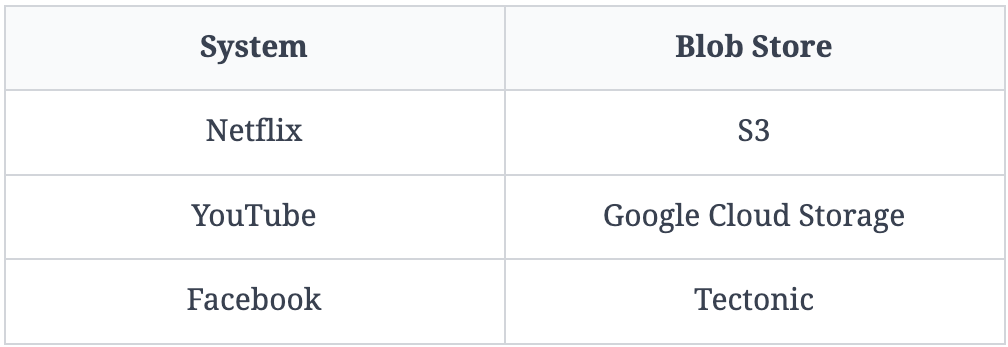 System Blob Store
Netflix S3
YouTube Google Cloud Storage
Facebook Tectonic